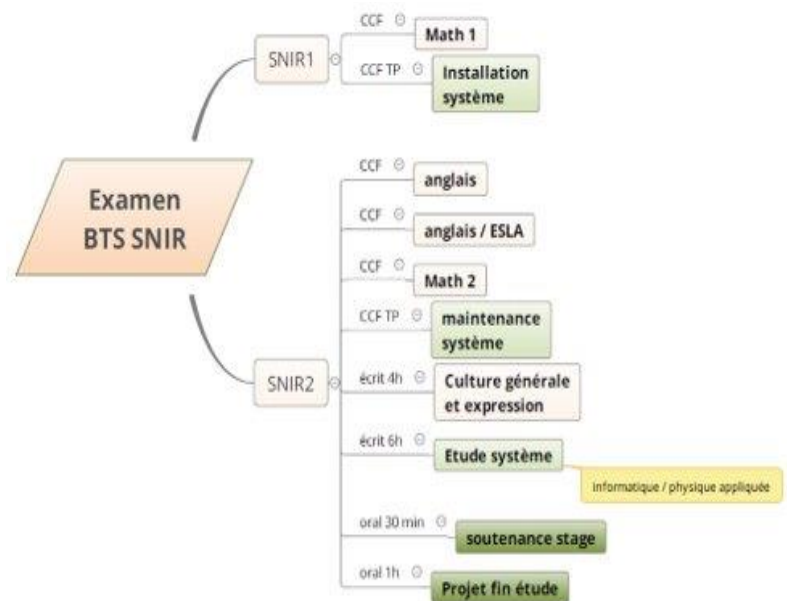 Examen
BTS SNIR
SNIR1
CCF
Math 1
CCF TP
Installation
système
SNIR2
CCF
anglais
CCF
anglais / ESLA
CCF
Math 2
CCF TP
maintenance
système
écrit 4h
Culture générale
et expression
écrit 6h
Etude système
informatique / physique appliquée
oral 30 min
soutenance stage
oral 1h
Projet fin étude